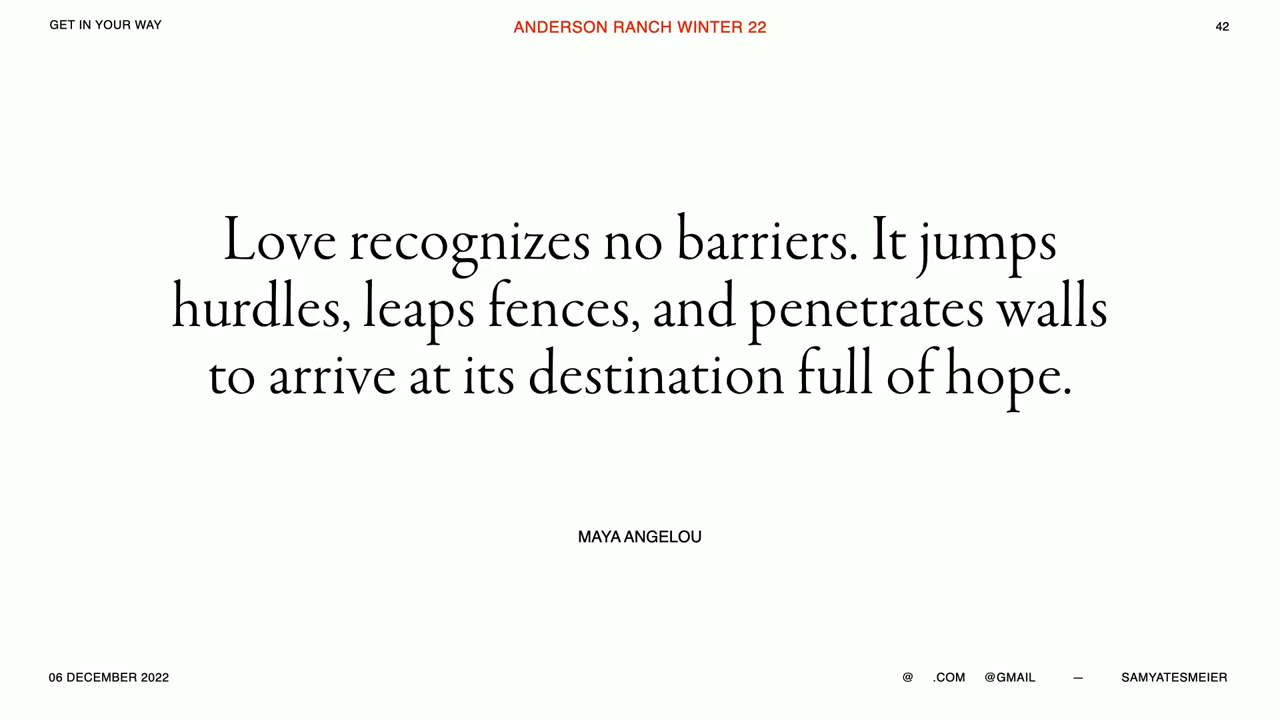 GET IN YOUR WAY
ANDERSON RANCH WINTER 22
42
Love recognizes no barriers. It jumps
hurdles, leaps fences, and penetrates walls
to arrive at its destination full of hope.
MAYA ANGELOU
06 DECEMBER 2022
@ .COM @GMAIL — SAMYATESMEIER